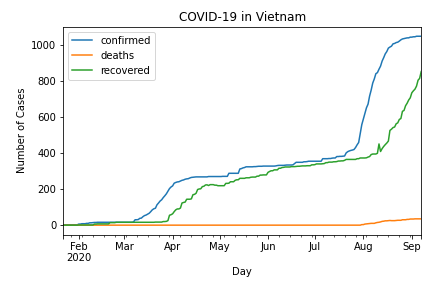 COVID-19 in Vietnam
confirmed
deaths
recovered
1000
800
600
400
200
0
Number of Cases
Feb
2020
Mar
Apr
May
Jun
Jul
Aug
Sep
Day